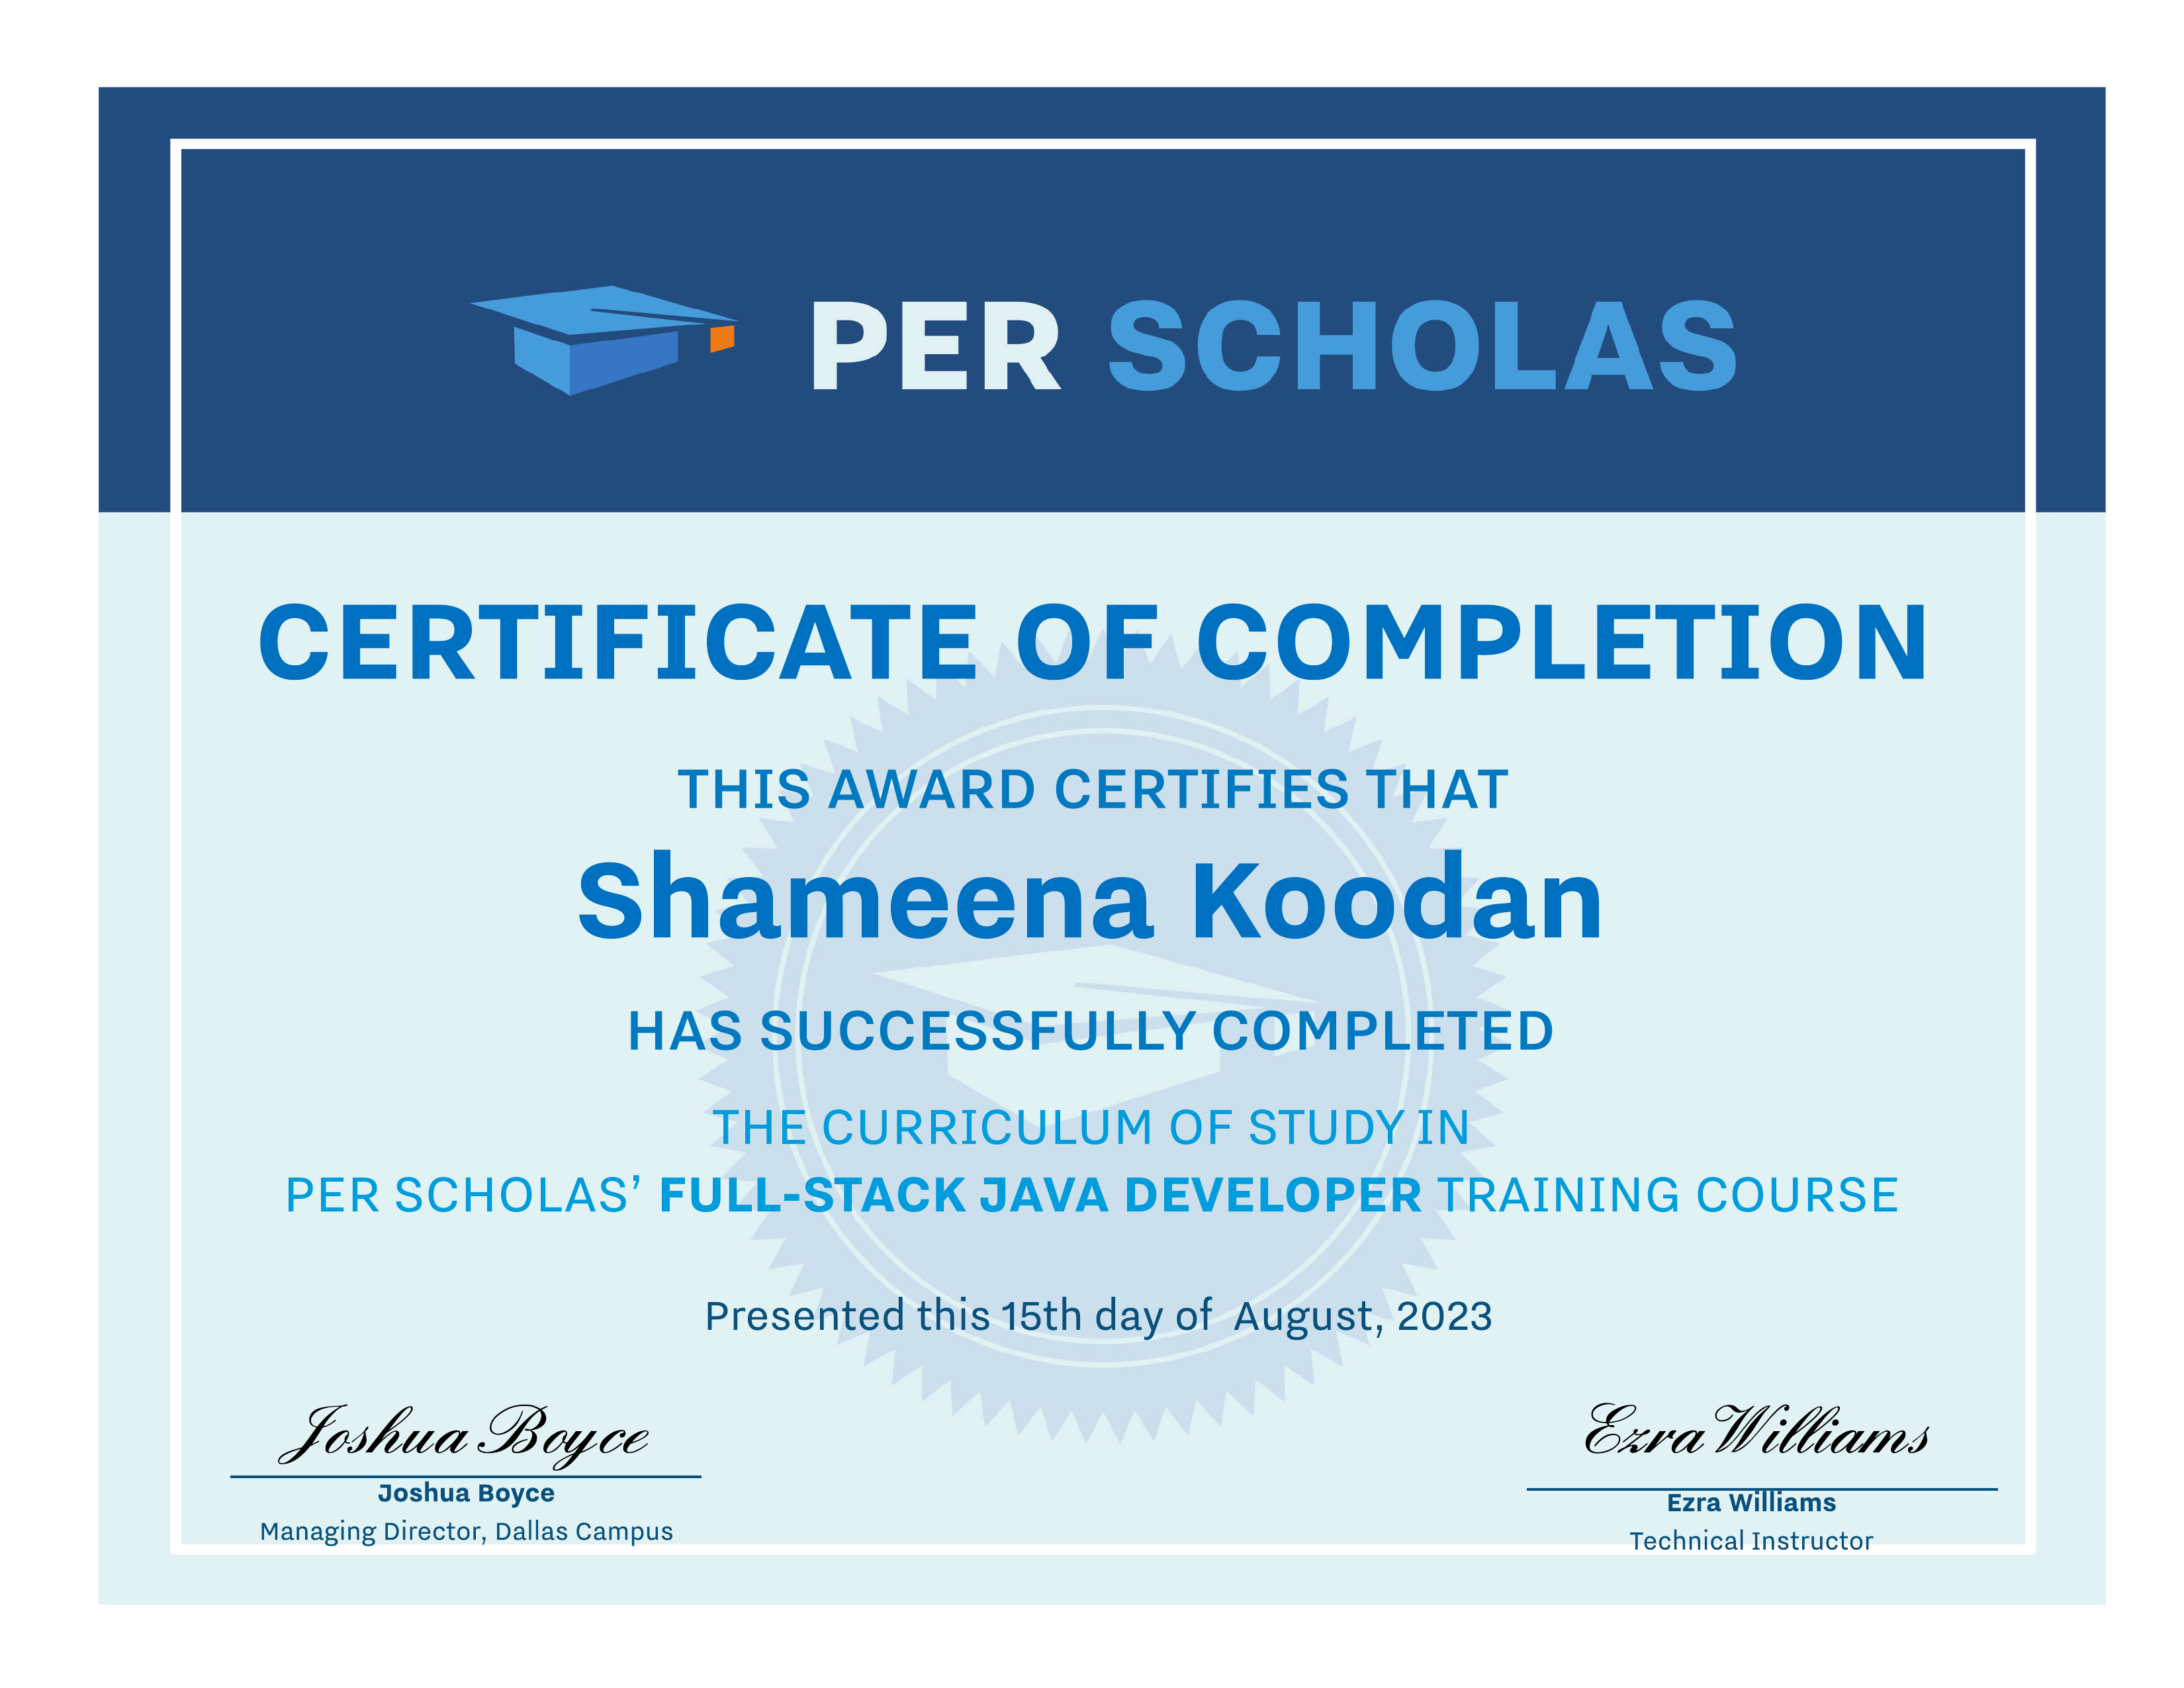 PER SCHOLAS
CERTIFICATE OF COMPLETION
THIS AWARD CERTIFIES THAT
Shameena Koodan
HAS SUCCESSFULLY COMPLETED
THE CURRICULUM OF STUDY IN
PER SCHOLAS’ FULL-STACK JAVA DEVELOPER TRAINING COURSE
Presented this 15th day of August, 2023
Joshua Boyce
Joshua Boyce
Managing Director, Dallas Campus
Ezra Williams
Ezra Williams
Technical Instructor